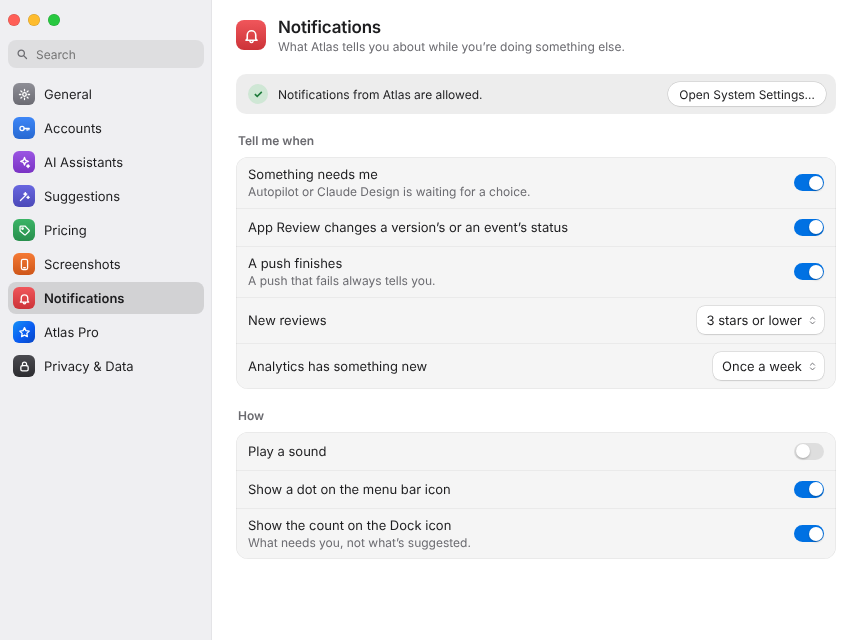 Search
General
Accounts
AI Assistants
Suggestions
Pricing
Screenshots
Notifications
Atlas Pro
Privacy & Data
Notifications
What Atlas tells you about while you’re doing something else.
Notifications from Atlas are allowed.
Open System Settings...
Tell me when
Something needs me
Autopilot or Claude Design is waiting for a choice.
App Review changes a version’s or an event’s status
A push finishes
A push that fails always tells you.
New reviews
3 stars or lower
Analytics has something new
Once a week
How
Play a sound
Show a dot on the menu bar icon
Show the count on the Dock icon
What needs you, not what’s suggested.